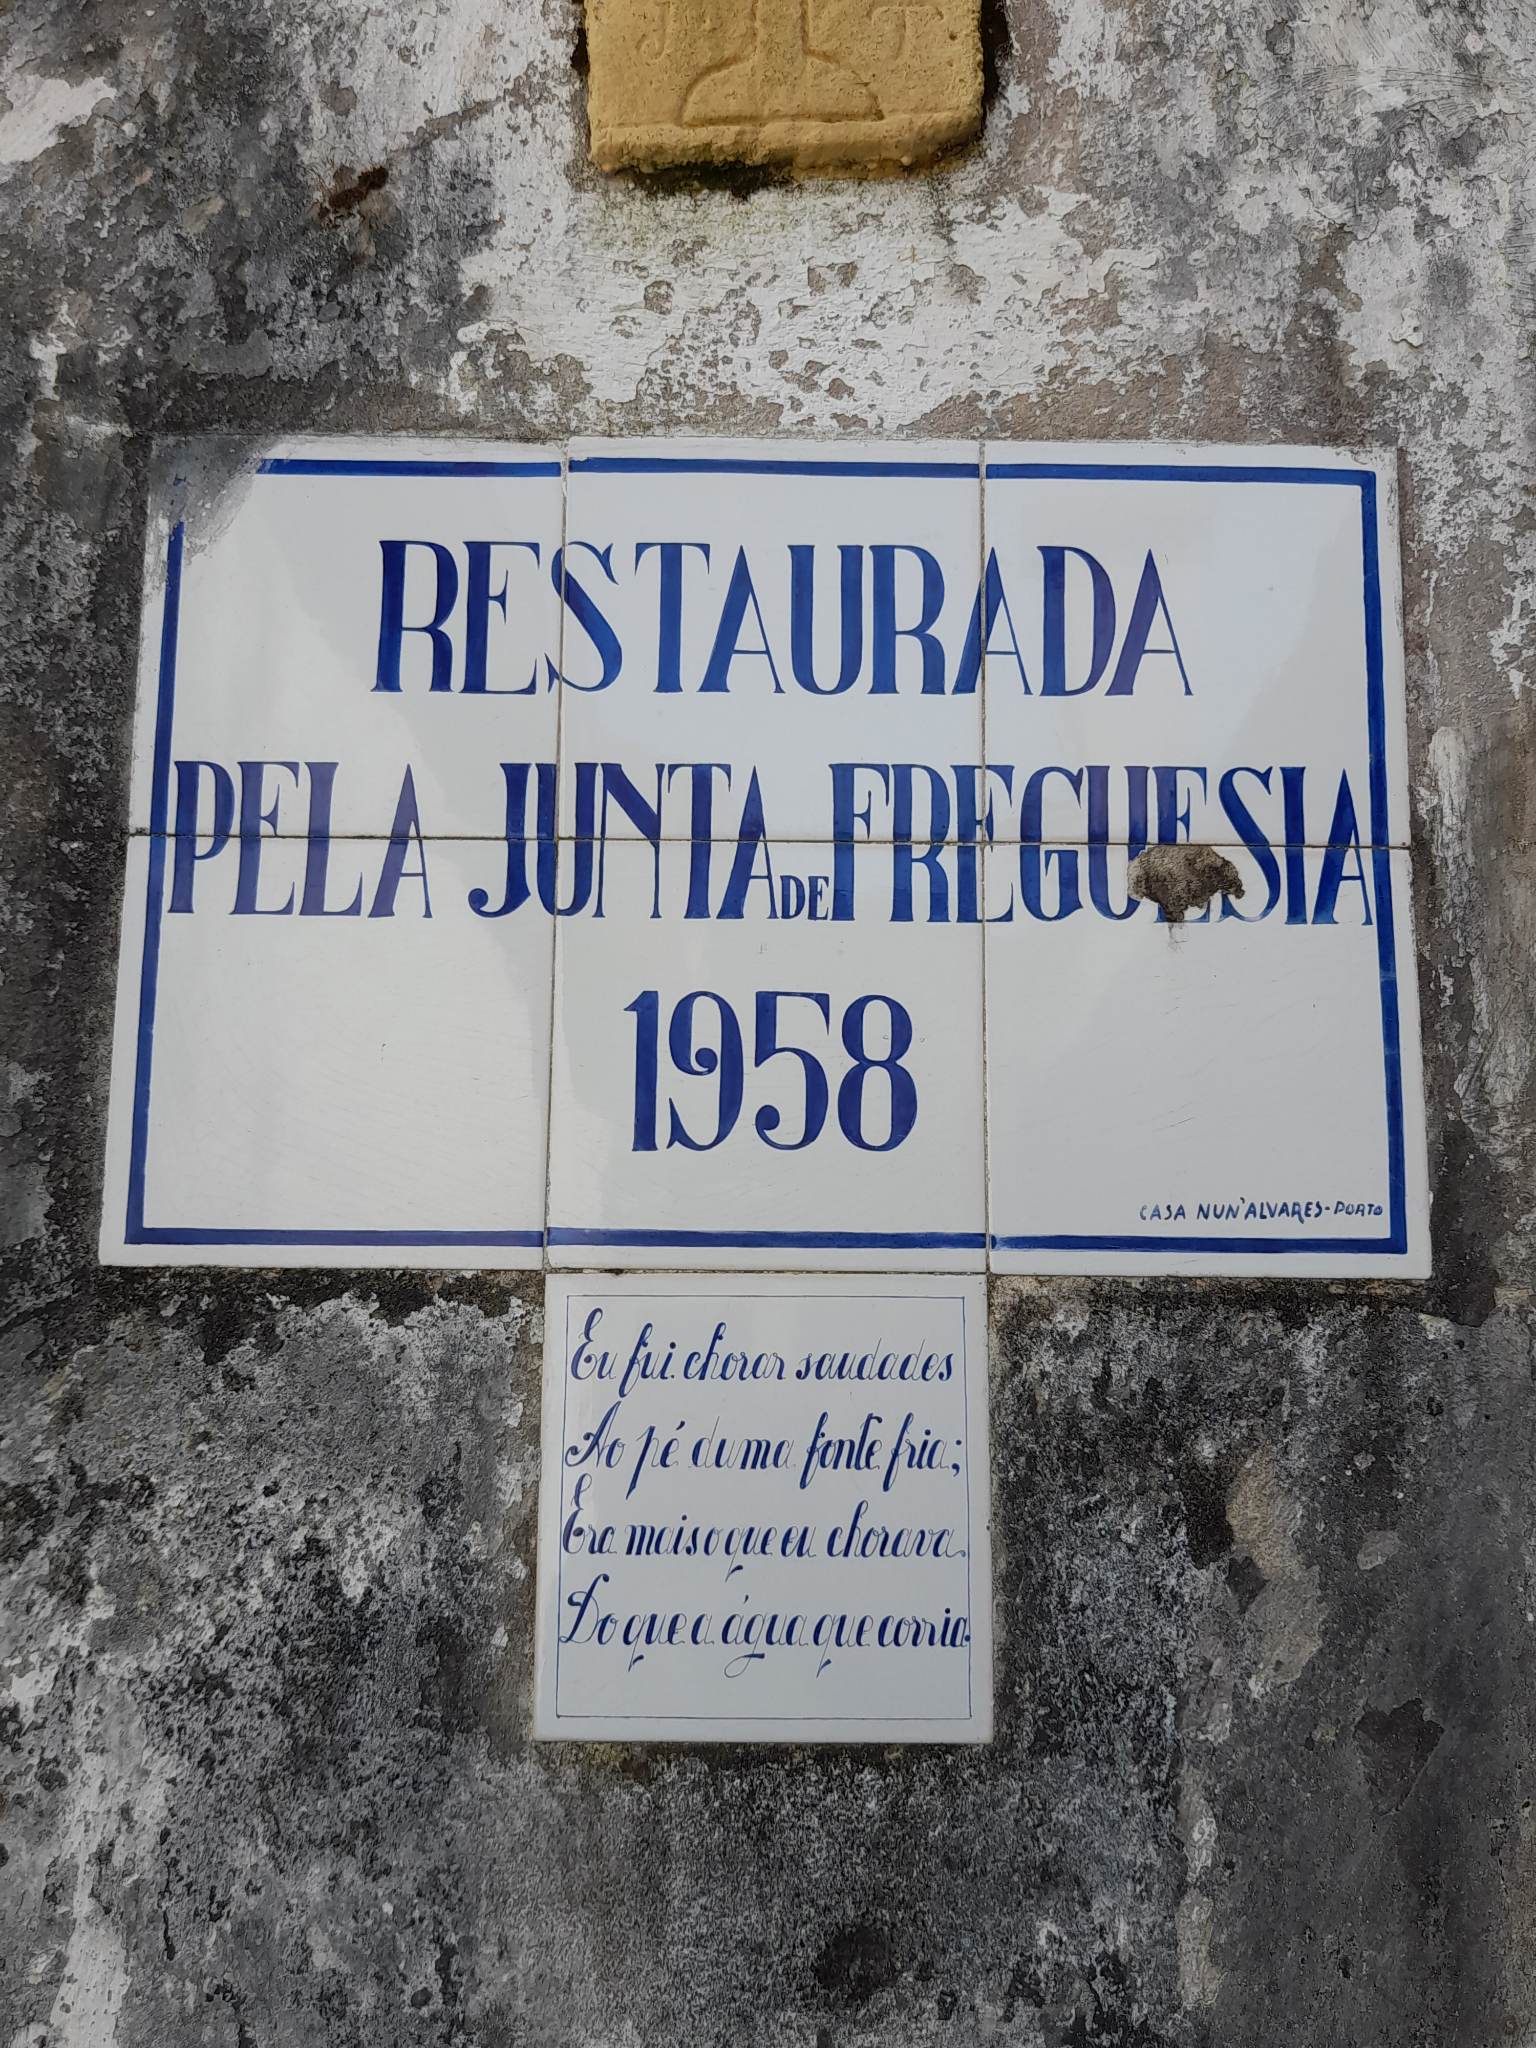 J T
RESTAURADA
PELA JUNTA DE FREGUESIA
1958
CASA NUN'ALVARES-PORTO
Eu fui chorar saudades
Ao pé duma fonte fria;
Era mais o que eu chorava
Do que a água que corria.